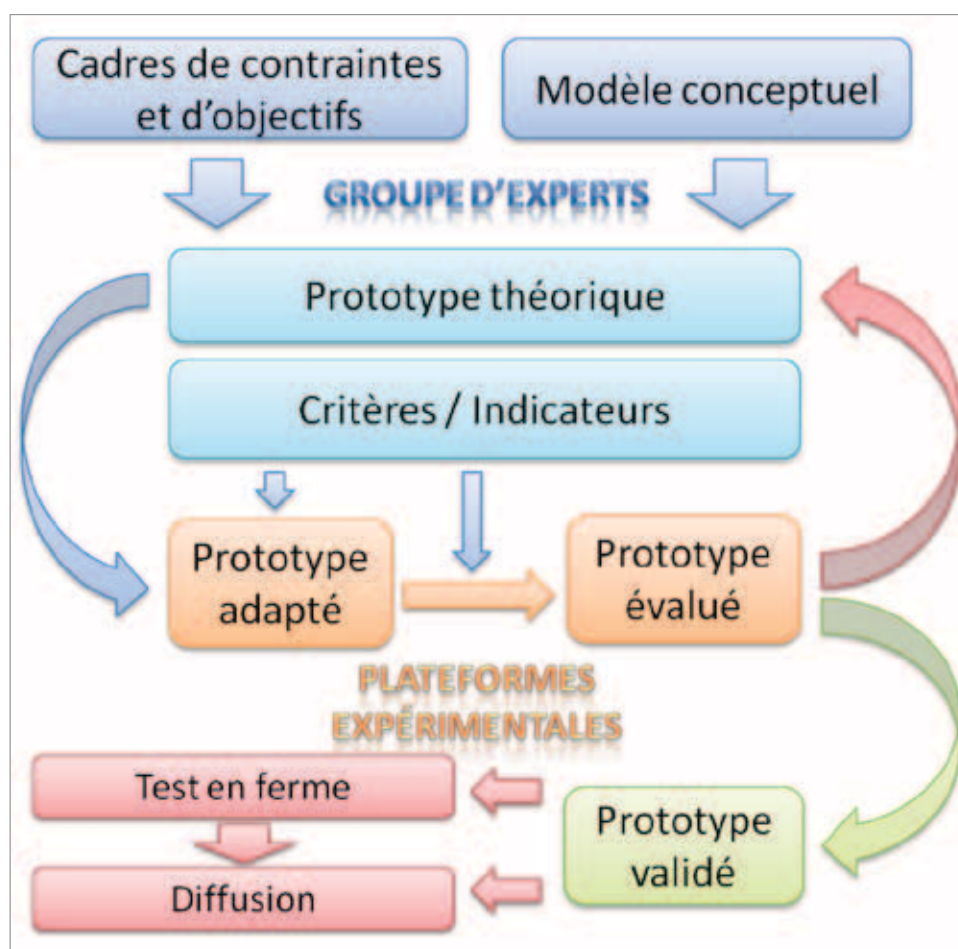 Cadres de contraintes
et d'objectifs
Modèle conceptuel
GROUPE D'EXPERTS
Prototype théorique
Critères / Indicateurs
Prototype
adapté
Prototype
évalué
PLATEFORMES
EXPÉRIMENTALES
Test en ferme
Prototype
validé
Diffusion